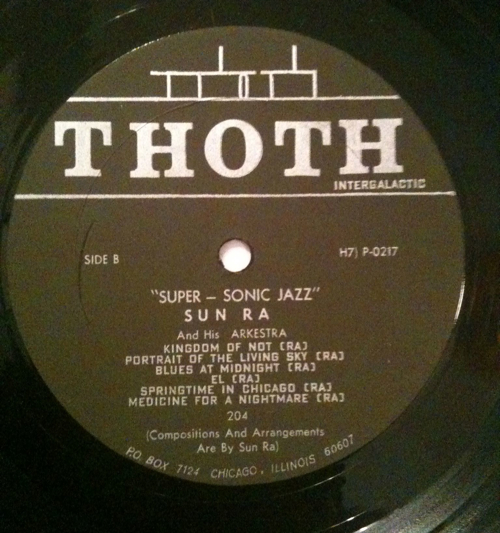 THOTH
INTERGALACTIC
SIDE B
H7) P-0217
"SUPER - SONIC JAZZ"
SUN RA
And His ARKESTRA
KINGDOM OF NOT (RA)
PORTRAIT OF THE LIVING SKY (RA)
BLUES AT MIDNIGHT (RA)
EL (RA)
SPRINGTIME IN CHICAGO (RA)
MEDICINE FOR A NIGHTMARE (RA)
204
(Compositions And Arrangements
Are By Sun Ra)
P.O. BOX 7124 CHICAGO, ILLINOIS 60607